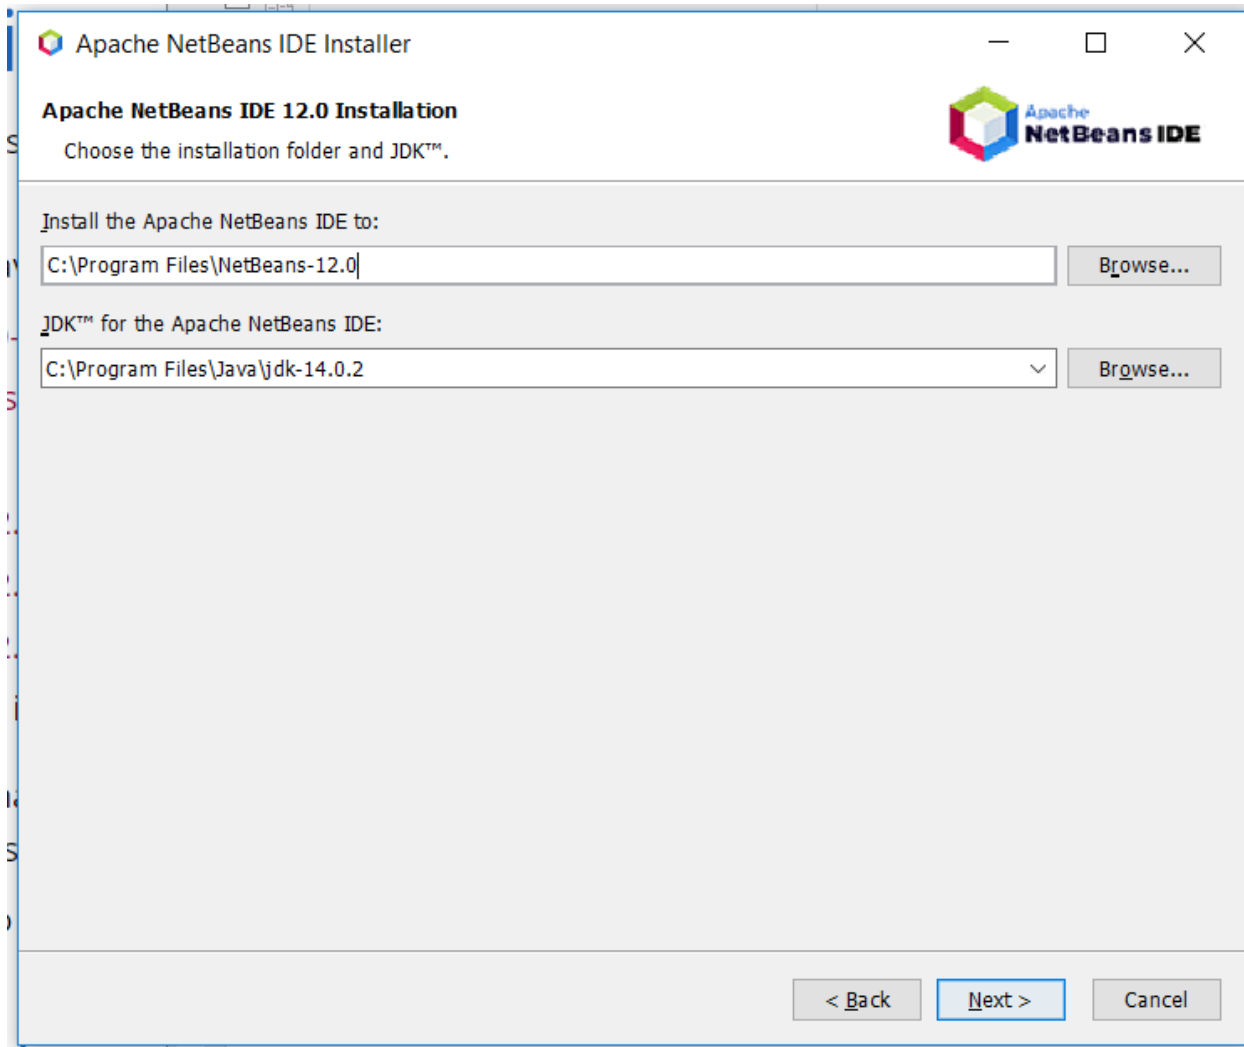 Apache NetBeans IDE Installer
Apache NetBeans IDE 12.0 Installation
Choose the installation folder and JDK™.
Apache
NetBeans IDE
Install the Apache NetBeans IDE to:
C:\Program Files\NetBeans-12.0
Browse...
JDK™ for the Apache NetBeans IDE:
C:\Program Files\Java\jdk-14.0.2
Browse...
< Back
Next >
Cancel